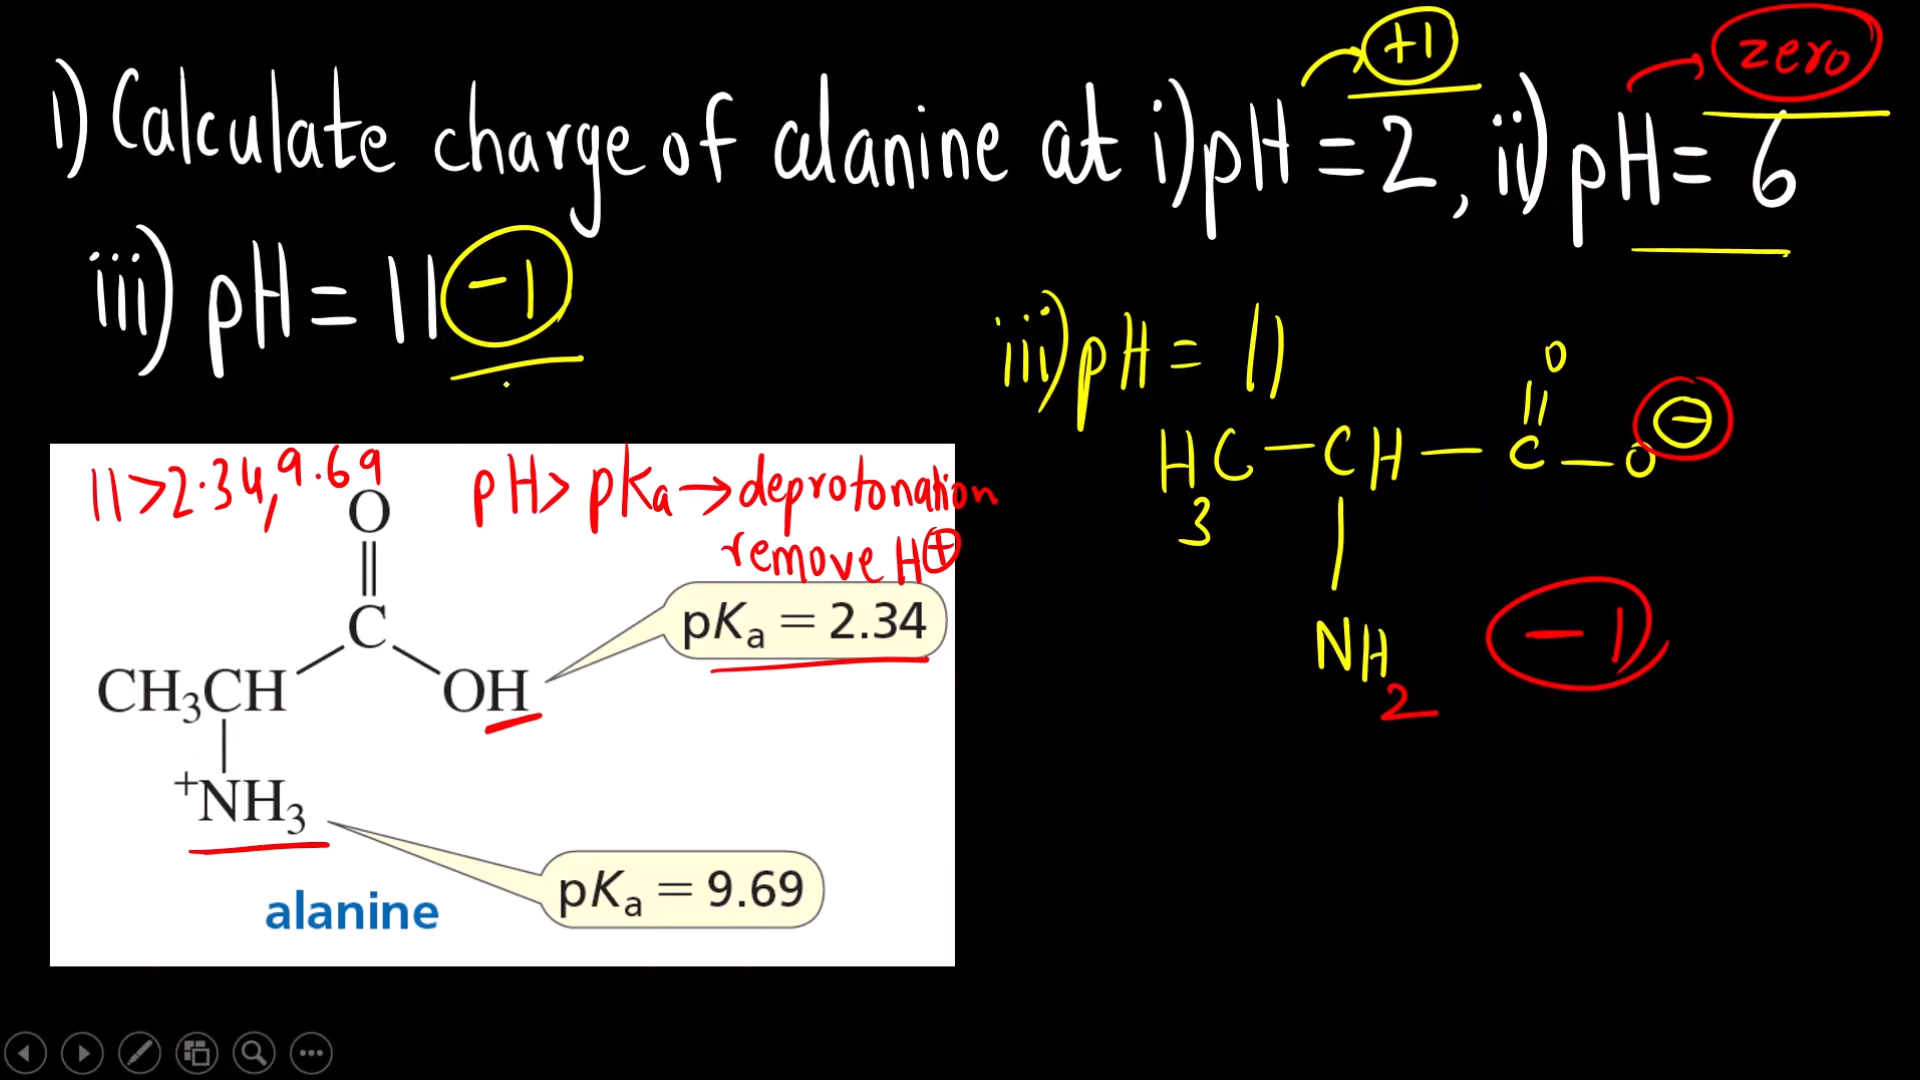 +1
zero
1) Calculate charge of alanine at i) pH = 2, ii) pH = 6
iii) pH = 11 -1
iii) pH = 11
O
H3C - CH - C - O ⊖
NH2
-1
11 > 2.34, 9.69
pH > pKa → deprotonation
remove H⊕
O
C
CH3CH
OH
+NH3
pKa = 2.34
pKa = 9.69
alanine